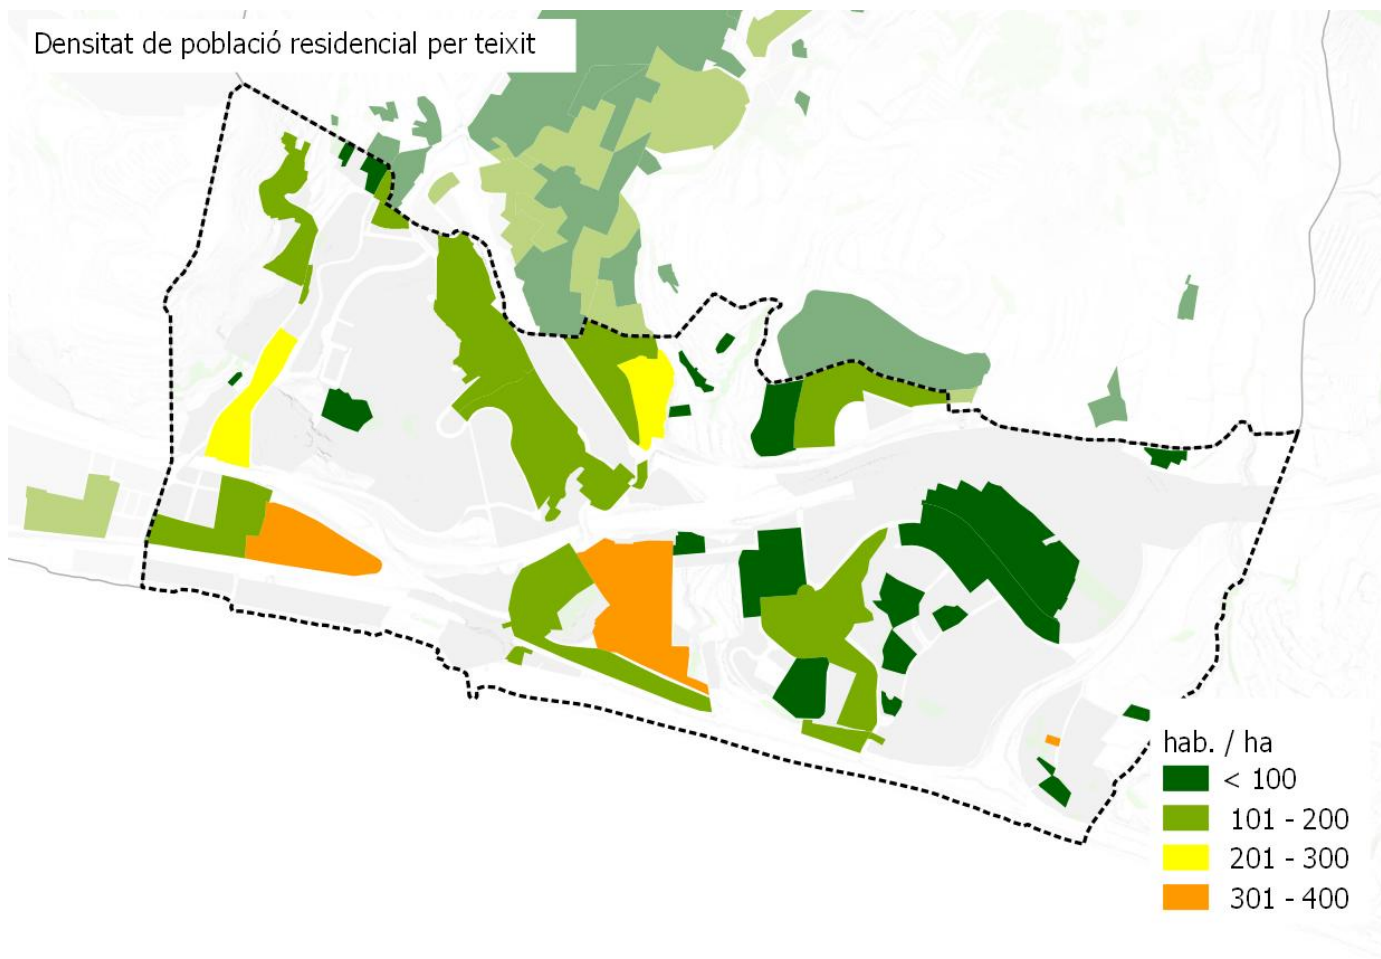 Densitat de població residencial per teixit
hab. / ha
< 100
101 - 200
201 - 300
301 - 400